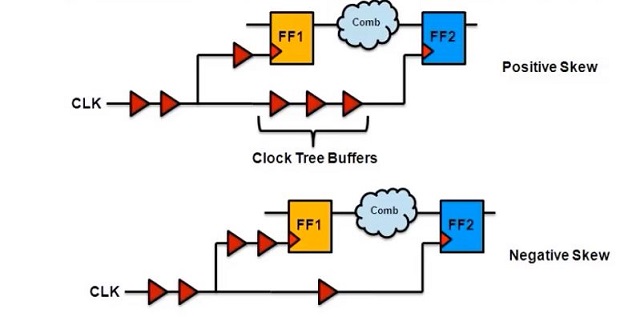 FF1
Comb
FF2
Positive Skew
CLK
Clock Tree Buffers
FF1
Comb
FF2
Negative Skew
CLK